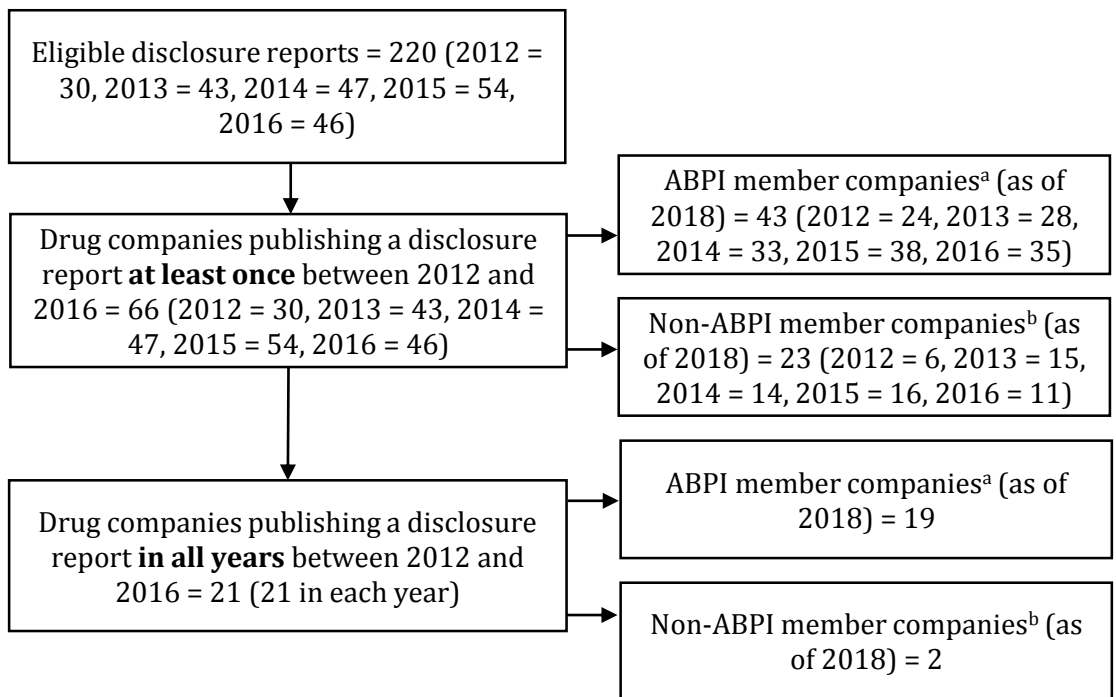 Eligible disclosure reports = 220 (2012 =
30, 2013 = 43, 2014 = 47, 2015 = 54,
2016 = 46)
Drug companies publishing a disclosure
report at least once between 2012 and
2016 = 66 (2012 = 30, 2013 = 43, 2014 =
47, 2015 = 54, 2016 = 46)
ABPI member companiesᵃ (as of
2018) = 43 (2012 = 24, 2013 = 28,
2014 = 33, 2015 = 38, 2016 = 35)
Non-ABPI member companiesᵇ (as
of 2018) = 23 (2012 = 6, 2013 = 15,
2014 = 14, 2015 = 16, 2016 = 11)
Drug companies publishing a disclosure
report in all years between 2012 and
2016 = 21 (21 in each year)
ABPI member companiesᵃ (as of
2018) = 19
Non-ABPI member companiesᵇ (as
of 2018) = 2